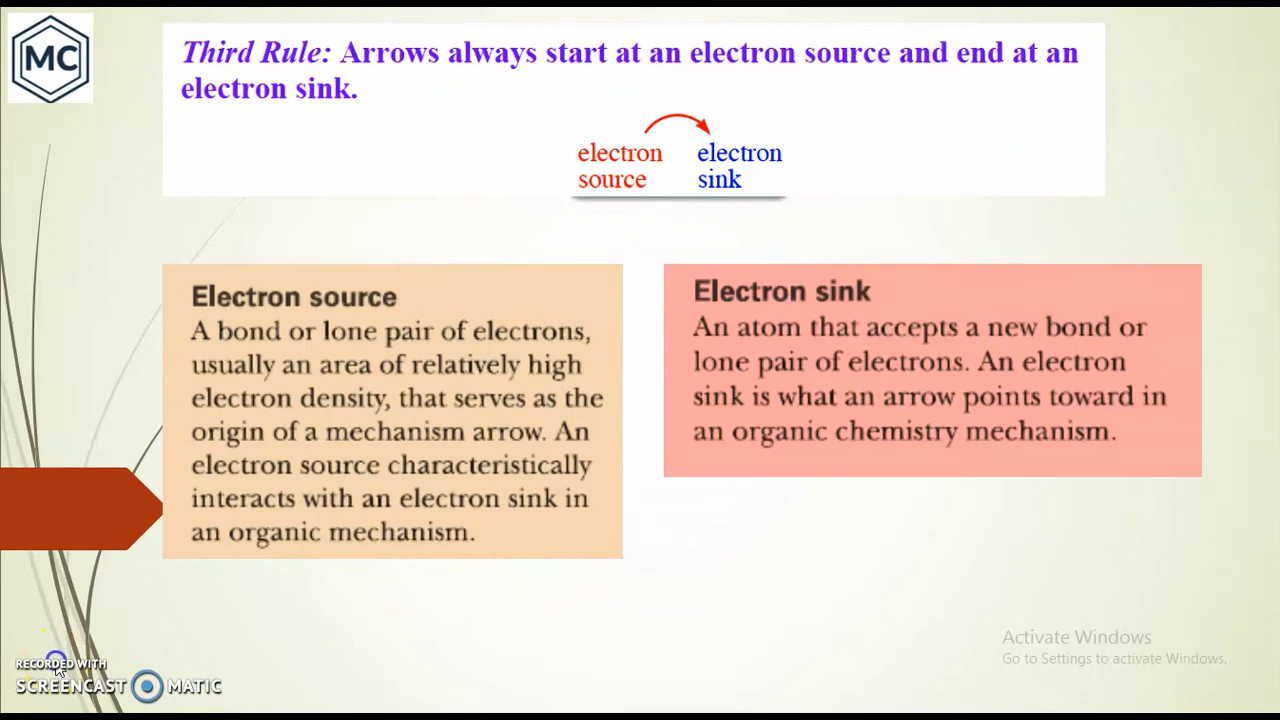 MC
Third Rule: Arrows always start at an electron source and end at an
electron sink.
electron electron
source sink
Electron source
A bond or lone pair of electrons,
usually an area of relatively high
electron density, that serves as the
origin of a mechanism arrow. An
electron source characteristically
interacts with an electron sink in
an organic mechanism.
Electron sink
An atom that accepts a new bond or
lone pair of electrons. An electron
sink is what an arrow points toward in
an organic chemistry mechanism.
Activate Windows
Go to Settings to activate Windows.
RECORDED WITH
SCREENCAST MATIC